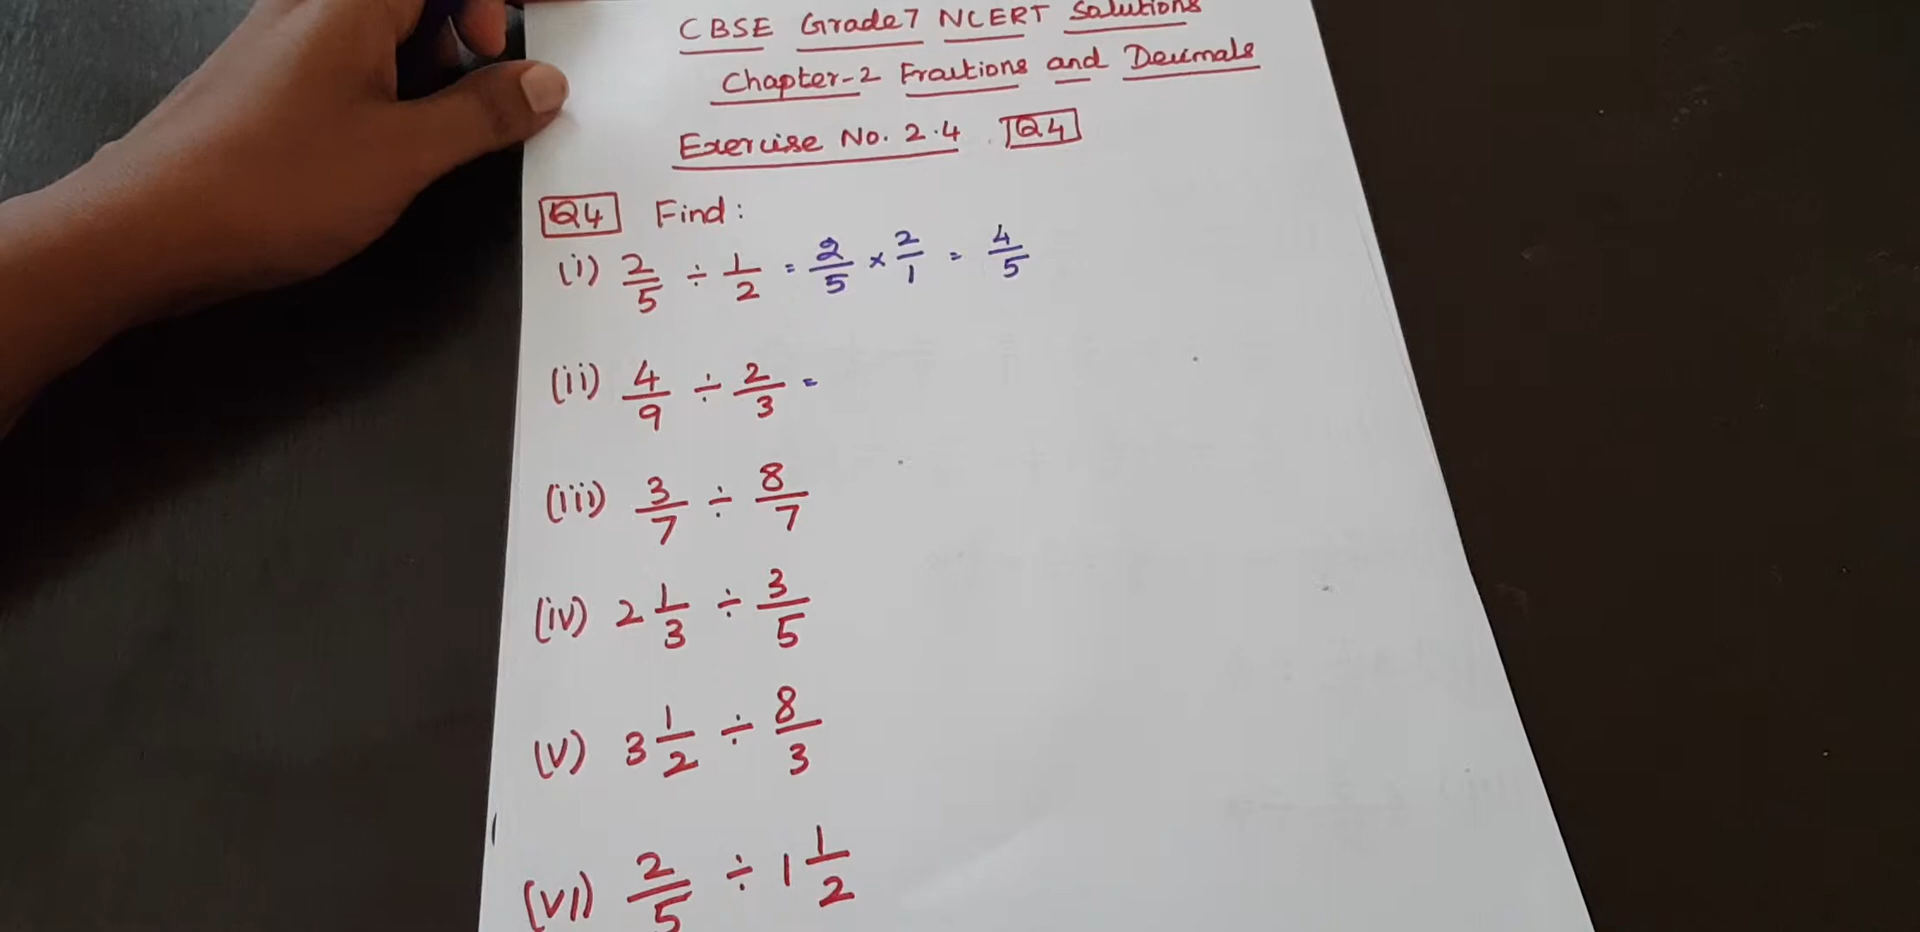 CBSE Grade7 NCERT Solutions
Chapter-2 Fractions and Decimals
Exercise No. 2.4 Q4
Q4 Find:
(i) 2/5 ÷ 1/2 = 2/5 × 2/1 = 4/5
(ii) 4/9 ÷ 2/3 =
(iii) 3/7 ÷ 8/7
(iv) 2 1/3 ÷ 3/5
(v) 3 1/2 ÷ 8/3
(vi) 2/5 ÷ 1 1/2